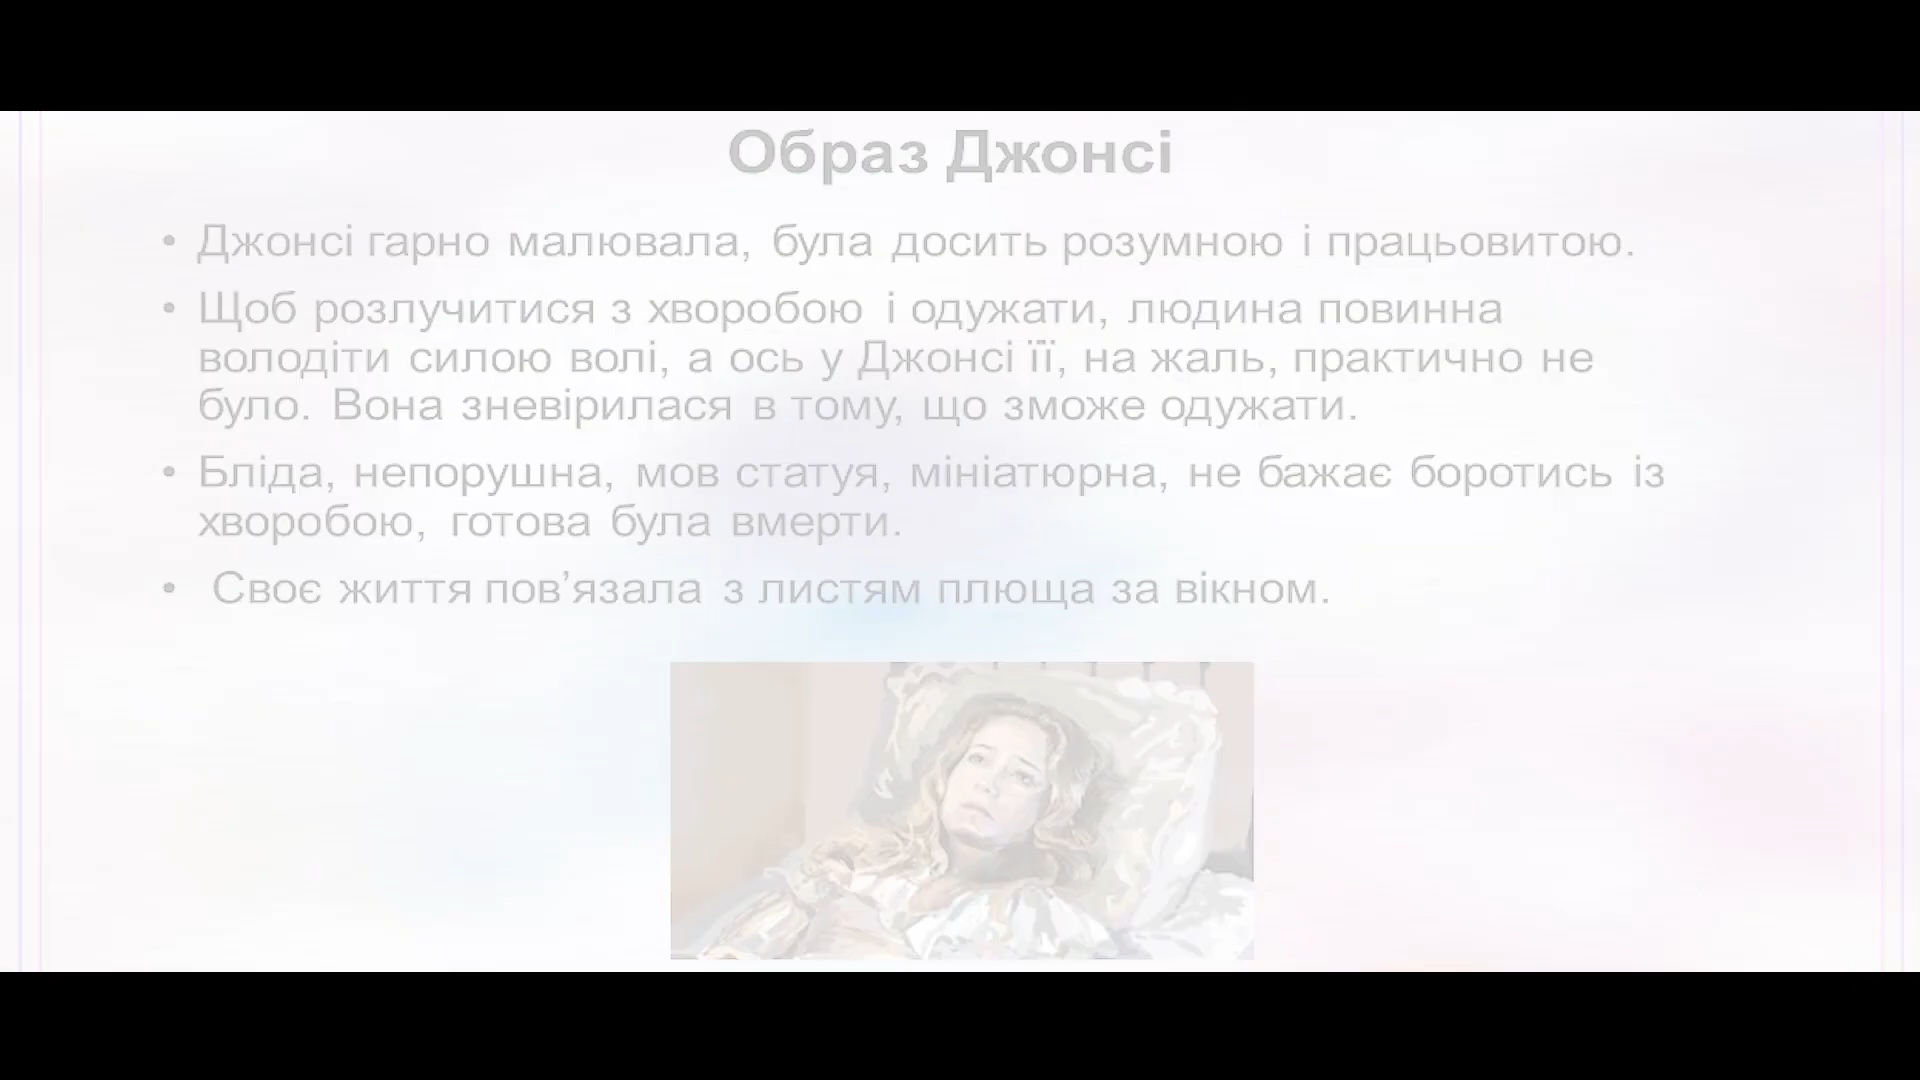 Образ Джонсі
• Джонсі гарно малювала, була досить розумною і працьовитою.
• Щоб розлучитися з хворобою і одужати, людина повинна
володіти силою волі, а ось у Джонсі її, на жаль, практично не
було. Вона зневірилася в тому, що зможе одужати.
• Бліда, непорушна, мов статуя, мініатюрна, не бажає боротись із
хворобою, готова була вмерти.
• Своє життя пов’язала з листям плюща за вікном.